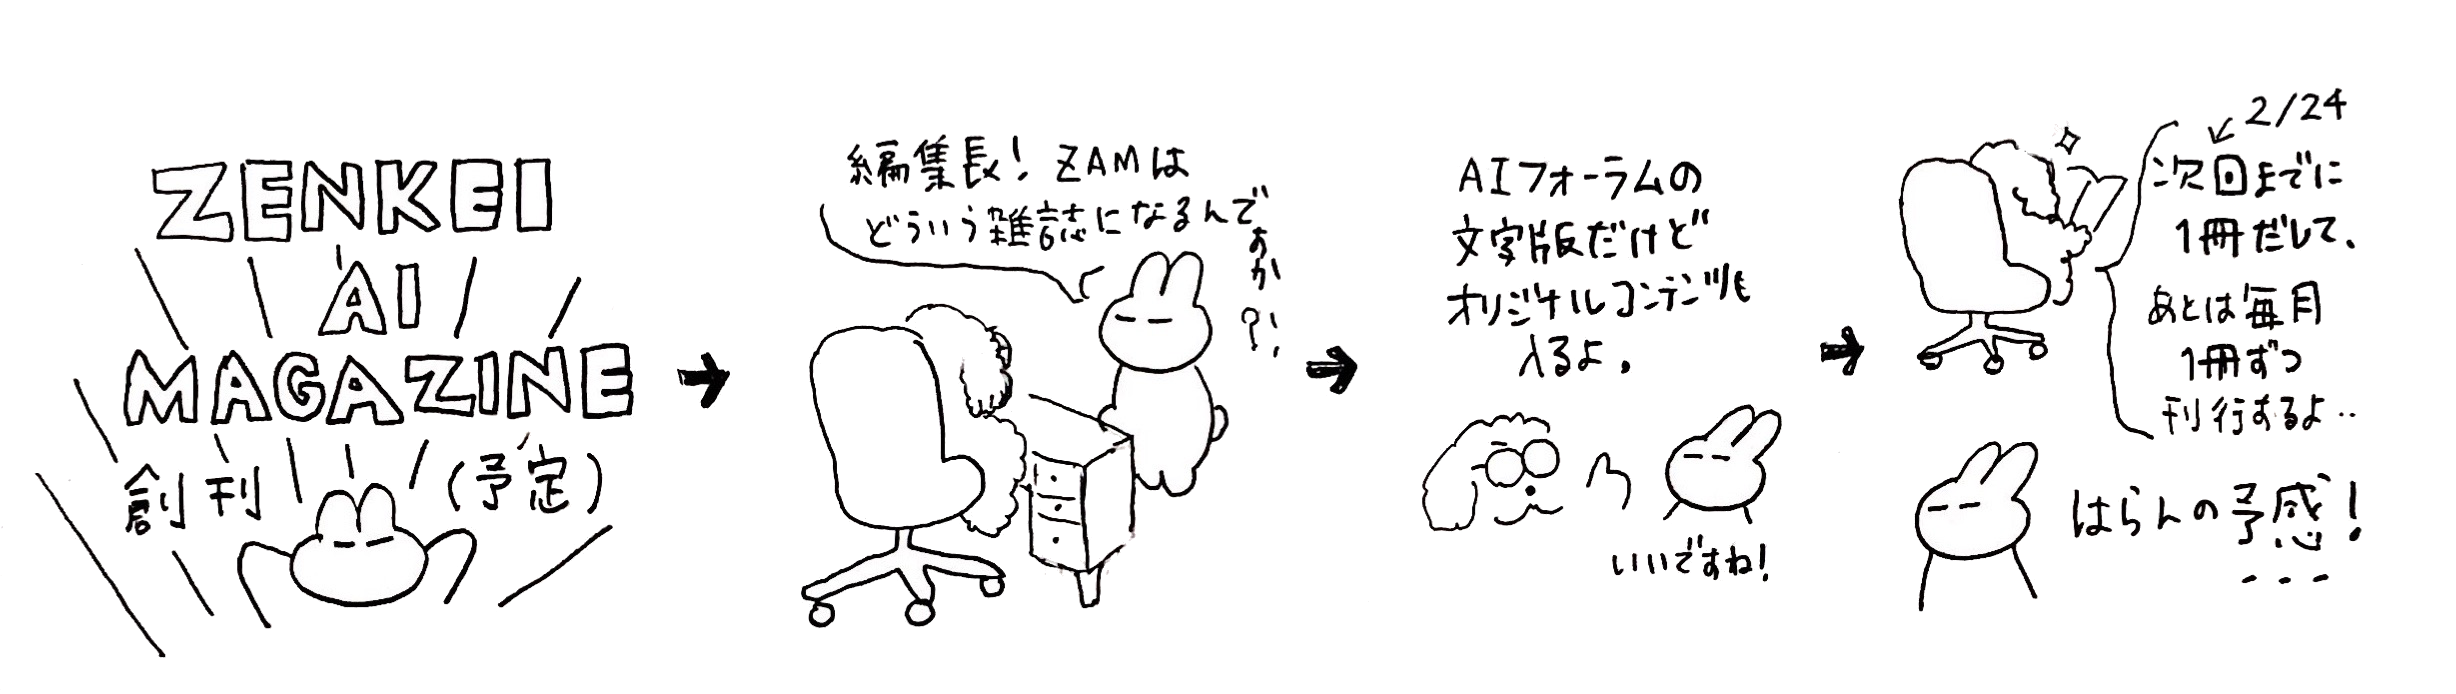 ZENKEI
AI
MAGAZINE
創刊 (予定)
編集長! ZAMは
どういう雑誌になるんですか?!
AIフォーラムの
文字版だけど
オリジナルコンテンツも
入るよ。
いいですね!
2/24
次回までに
1冊だして、
あとは毎月
1冊ずつ
刊行するよ‥
はらんの予感!